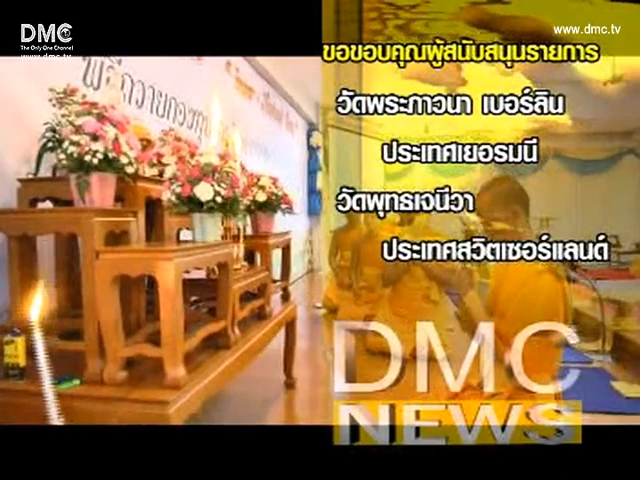 DMC
The Only One Channel
www.dmc.tv
www.dmc.tv
ขอขอบคุณผู้สนับสนุนรายการ
วัดพระภาวนา เบอร์ลิน
ประเทศเยอรมนี
วัดพุทธเจนีวา
ประเทศสวิตเซอร์แลนด์
DMC
NEWS